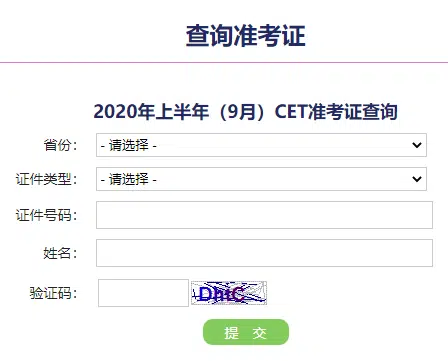 查询准考证
2020年上半年（9月）CET准考证查询
省份： - 请选择 -
证件类型： - 请选择 -
证件号码：
姓名：
验证码：
提 交